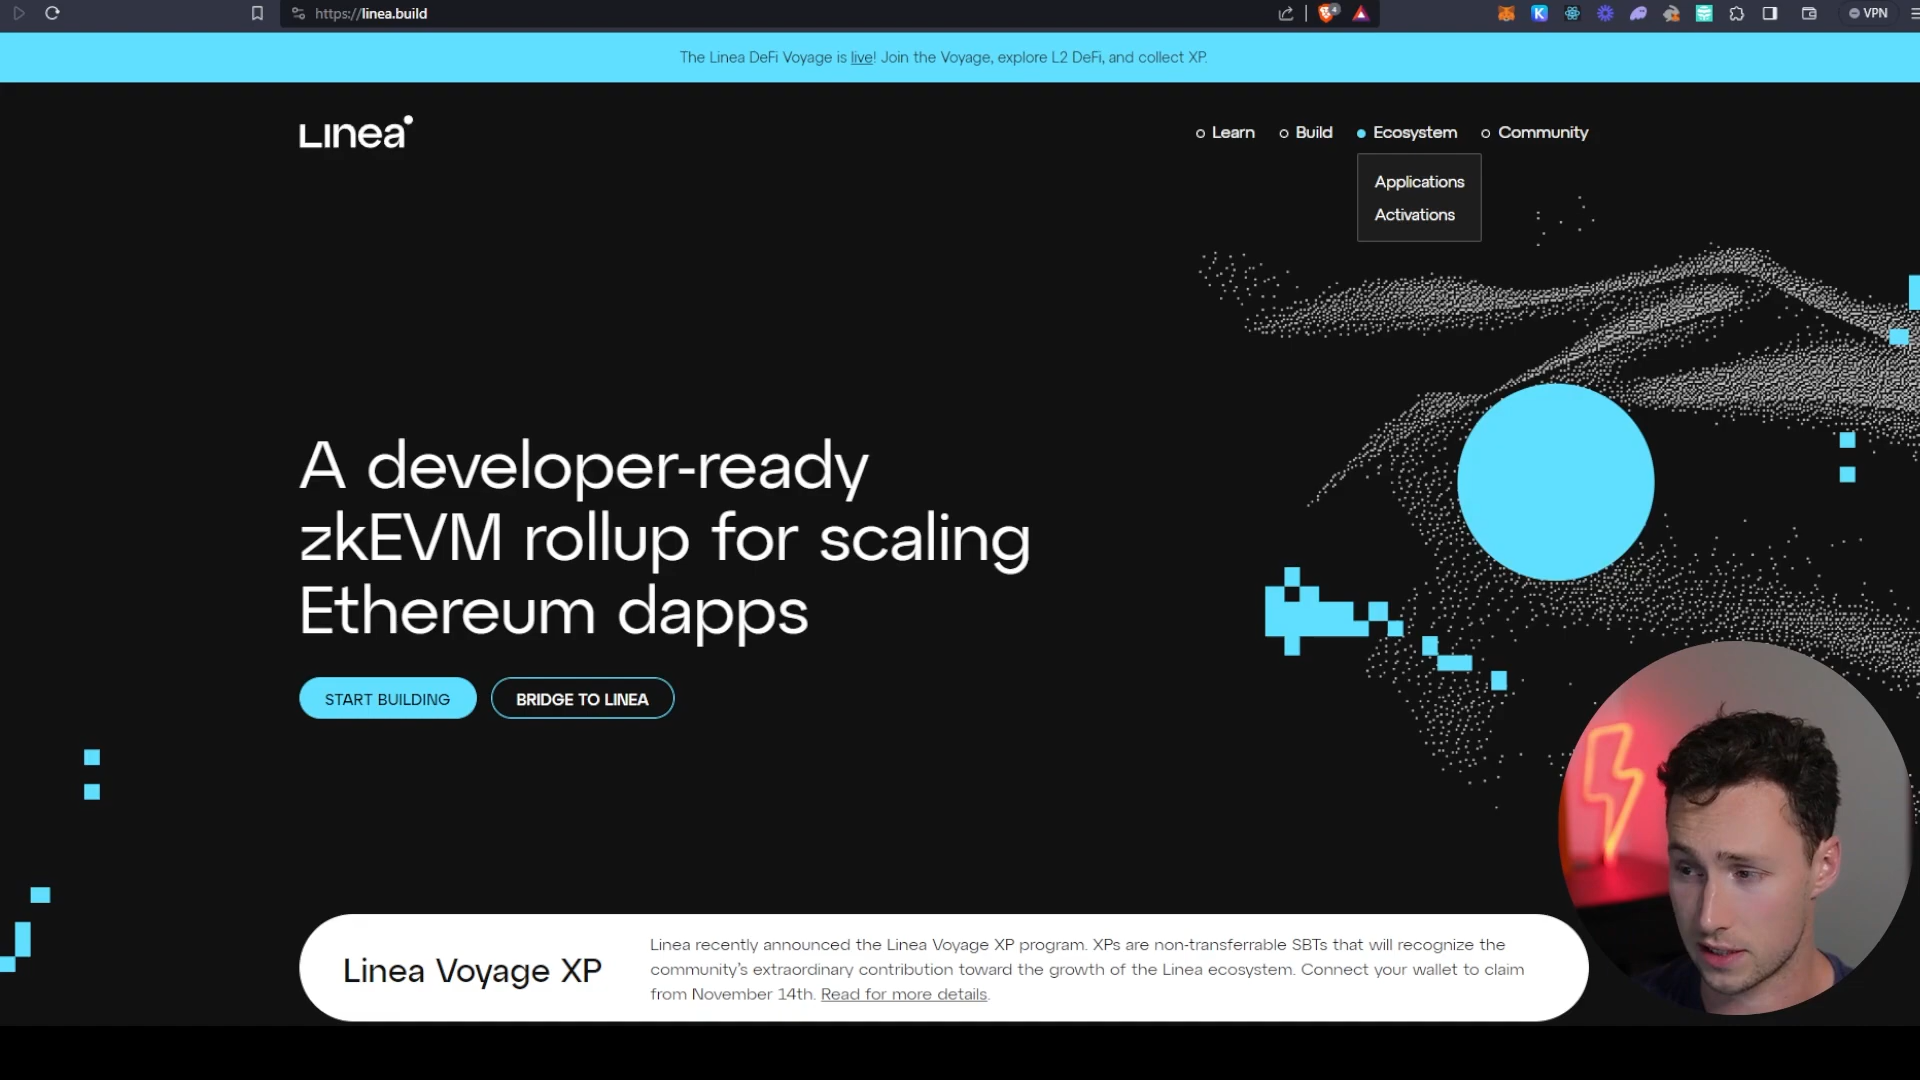 https://linea.build
4
K
VPN
The Linea DeFi Voyage is live! Join the Voyage, explore L2 DeFi, and collect XP.
Linea
Learn
Build
Ecosystem
Community
Applications
Activations
A developer-ready
zkEVM rollup for scaling
Ethereum dapps
START BUILDING
BRIDGE TO LINEA
Linea Voyage XP
Linea recently announced the Linea Voyage XP program. XPs are non-transferrable SBTs that will recognize the
community's extraordinary contribution toward the growth of the Linea ecosystem. Connect your wallet to claim
from November 14th. Read for more details.